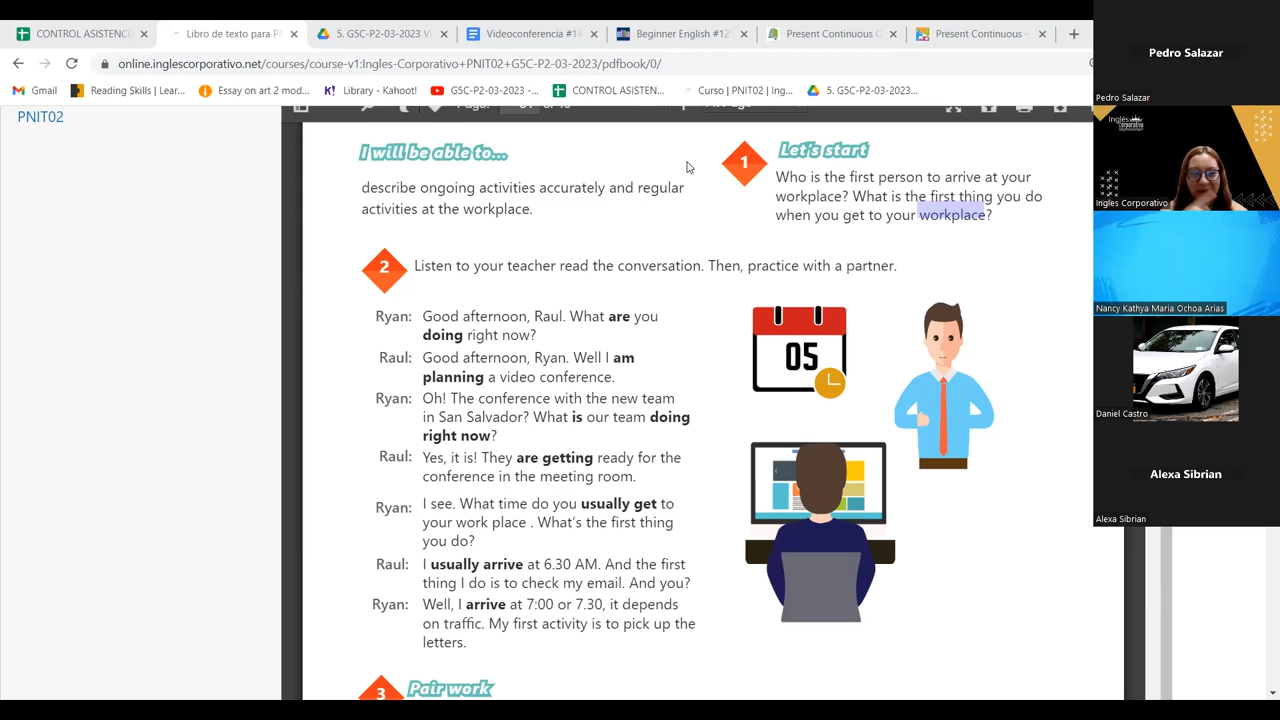 CONTROL ASISTENCI
Libro de texto para P
5. G5C-P2-03-2023 Vi
Videoconferencia #14
Beginner English #12
Present Continuous G
Present Continuous –
online.inglescorporativo.net/courses/course-v1:Ingles-Corporativo+PNIT02+G5C-P2-03-2023/pdfbook/0/
Gmail
Reading Skills | Lear...
Essay on art 2 mod...
Library - Kahoot!
G5C-P2-03-2023 -...
CONTROL ASISTEN...
Curso | PNIT02 | Ing...
5. G5C-P2-03-2023...
PNIT02
I will be able to...
describe ongoing activities accurately and regular
activities at the workplace.
1
Let's start
Who is the first person to arrive at your
workplace? What is the first thing you do
when you get to your workplace?
2
Listen to your teacher read the conversation. Then, practice with a partner.
Ryan: Good afternoon, Raul. What are you
doing right now?
Raul: Good afternoon, Ryan. Well I am
planning a video conference.
Ryan: Oh! The conference with the new team
in San Salvador? What is our team doing
right now?
Raul: Yes, it is! They are getting ready for the
conference in the meeting room.
Ryan: I see. What time do you usually get to
your work place . What's the first thing
you do?
Raul: I usually arrive at 6.30 AM. And the first
thing I do is to check my email. And you?
Ryan: Well, I arrive at 7:00 or 7.30, it depends
on traffic. My first activity is to pick up the
letters.
05
3
Pair work
Pedro Salazar
Pedro Salazar
Inglés
Corporativo
Ingles Corporativo
Nancy Kathya María Ochoa Arias
Daniel Castro
Alexa Sibrian
Alexa Sibrian